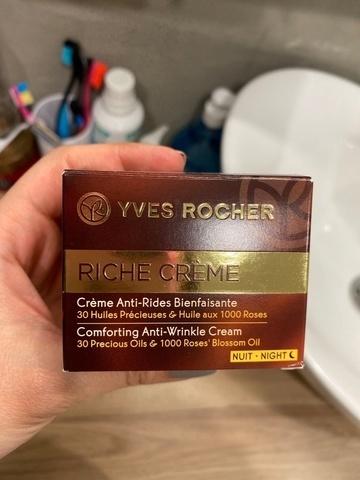 YVES ROCHER
RICHE CRÈME
Crème Anti-Rides Bienfaisante
30 Huiles Précieuses & Huile aux 1000 Roses
Comforting Anti-Wrinkle Cream
30 Precious Oils & 1000 Roses' Blossom Oil
NUIT • NIGHT